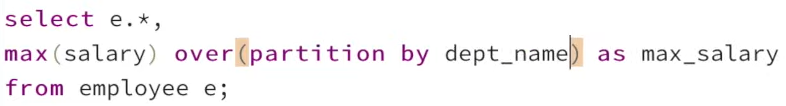 select e.*,
max(salary) over(partition by dept_name) as max_salary
from employee e;